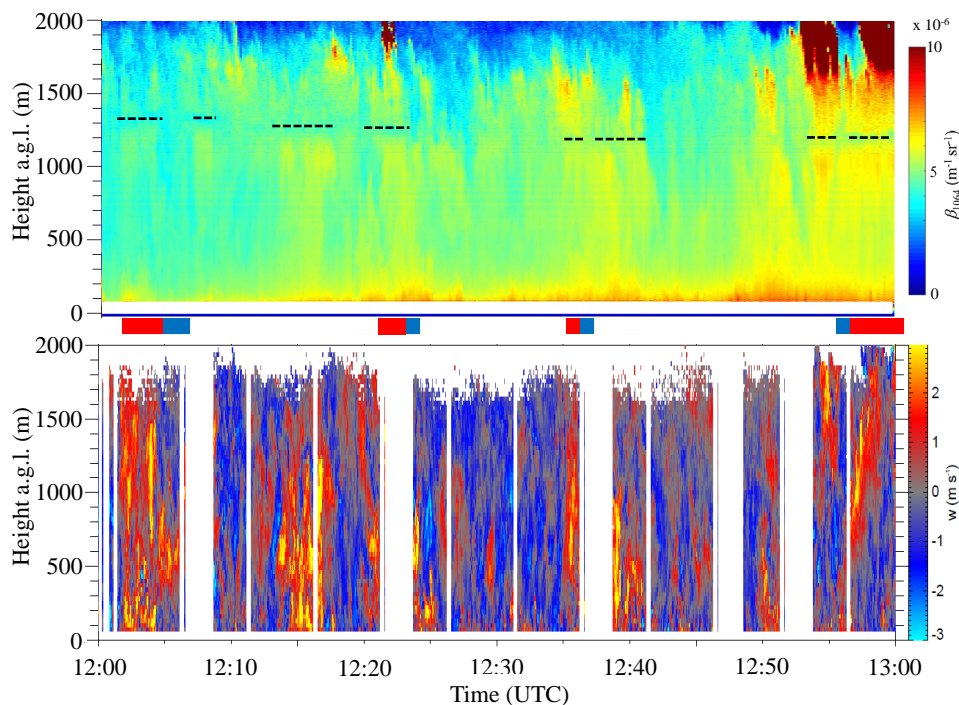 x 10⁻⁶
2000
1500
1000
500
0
Height a.g.l. (m)
10
5
0
β₁₀₆₄ (m⁻¹ sr⁻¹)
2000
1500
1000
500
0
Height a.g.l. (m)
2
1
0
-1
-2
-3
w (m s⁻¹)
12:00 12:10 12:20 12:30 12:40 12:50 13:00
Time (UTC)